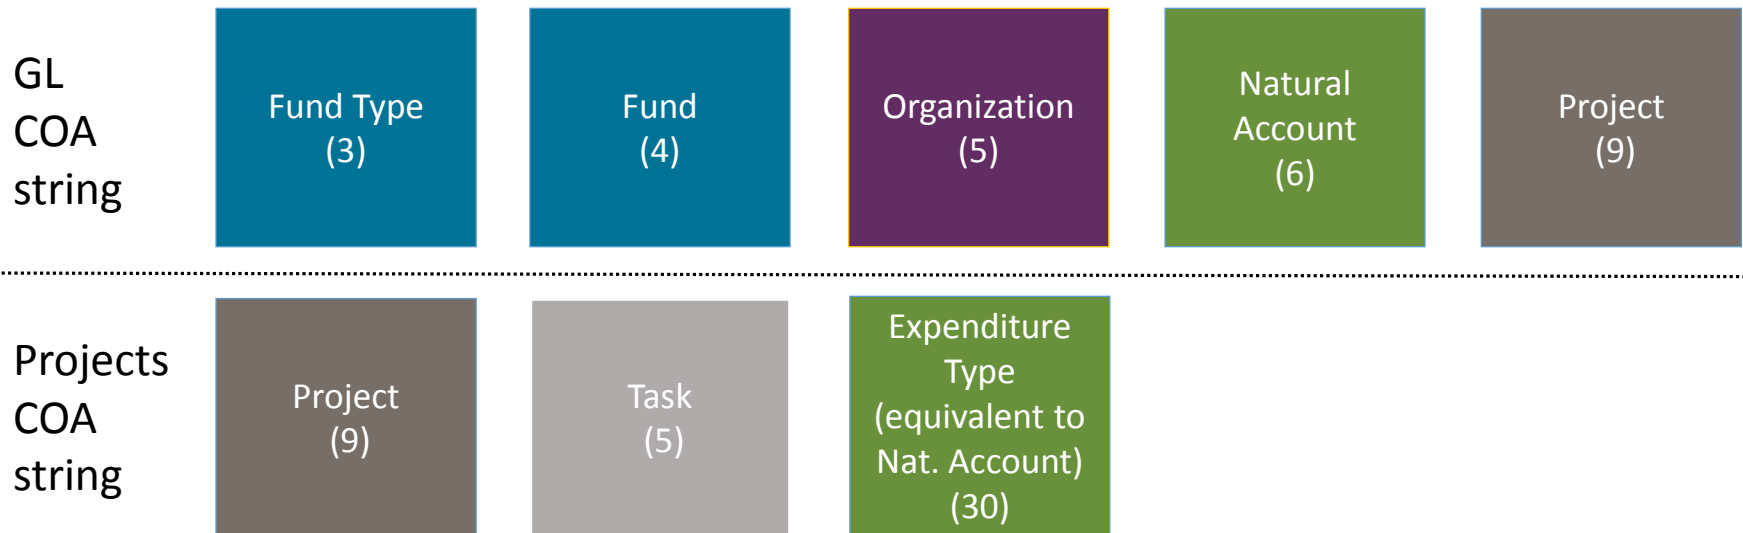 GL
COA
string
Fund Type
(3)
Fund
(4)
Organization
(5)
Natural
Account
(6)
Project
(9)
Projects
COA
string
Project
(9)
Task
(5)
Expenditure
Type
(equivalent to
Nat. Account)
(30)